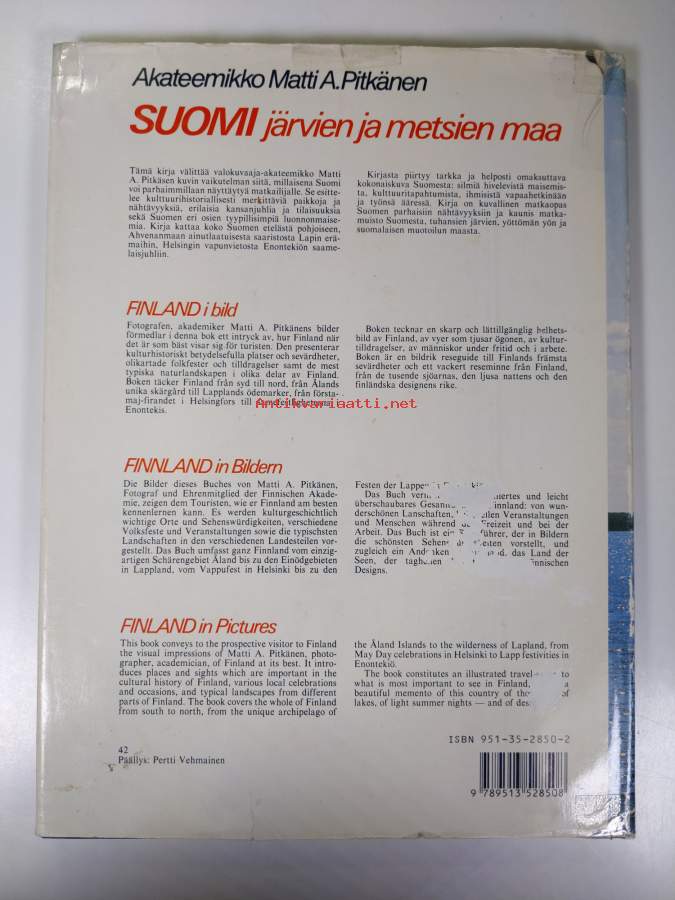 Akateemikko Matti A. Pitkänen
SUOMI järvien ja metsien maa
Tämä kirja välittää valokuvaaja-akateemikko Matti
A. Pitkäsen kuvin vaikutelman siitä, millaisena Suomi
voi parhaimmillaan näyttäytyä matkailijalle. Se esitte-
lee kulttuurihistoriallisesti merkittäviä paikkoja ja
nähtävyyksiä, erilaisia kansanjuhlia ja tilaisuuksia
sekä Suomen eri osien tyypillisimpiä luonnonmaise-
mia. Kirja kattaa koko Suomen etelästä pohjoiseen,
Ahvenanmaan ainutlaatuisesta saaristosta Lapin erä-
maihin, Helsingin vapunvietosta Enontekiön saame-
laisjuhliin.
Kirjasta piirtyy tarkka ja helposti omaksuttava
kokonaiskuva Suomesta: silmiä hivelevistä maisemis-
ta, kulttuuritapahtumista, ihmisistä vapaahetkinään
ja työnsä ääressä. Kirja on kuvallinen matkaopas
Suomen parhaisiin nähtävyyksiin ja kaunis matka-
muisto Suomesta, tuhansien järvien, yöttömän yön ja
suomalaisen muotoilun maasta.
FINLAND i bild
Fotografen, akademiker Matti A. Pitkänens bilder
förmedlar i denna bok ett intryck av, hur Finland när
det är som bäst visar sig för turisten. Den presenterar
kulturhistoriskt betydelsefulla platser och sevärdheter,
olikartade folkfester och tilldragelser samt de mest
typiska naturlandskapen i olika delar av Finland.
Boken täcker Finland från syd till nord, från Ålands
unika skärgård till Lapplands ödemarker, från första-
maj-firandet i Helsingfors till
Enontekis.
Boken tecknar en skarp och lättillgänglig helhets-
bild av Finland, av vyer som tjusar ögonen, av kultur-
tilldragelser, av människor under fritid och i arbete.
Boken är en bildrik reseguide till Finlands främsta
sevärdheter och ett vackert reseminne från Finland,
från de tusende sjöarnas, den ljusa nattens och den
finländska designens rike.
antikvariaatti.net
FINNLAND in Bildern
Die Bilder dieses Buches von Matti A. Pitkänen,
Fotograf und Ehrenmitglied der Finnischen Akade-
mie, zeigen dem Touristen, wie er Finnland am besten
kennenlernen kann. Es werden kulturgeschichtlich
wichtige Orte und Sehenswürdigkeiten, verschiedene
Volksfeste und Veranstaltungen sowie die typischsten
Landschaften in den verschiedenen Landesteilen vor-
gestellt. Das Buch umfasst ganz Finnland vom einzig-
artigen Schärengebiet Åland bis zu den Einödgebieten
in Lappland, vom Vappufest in Helsinki bis zu den
Festen der
Das Buch und leicht
überschaubares von wun-
derschönen Lanschaften, Veranstaltungen
und Menschen während und bei der
Arbeit. Das Buch ist der in Bildern
die schönsten vorstellt, und
zugleich ein das Land der
Seen, der
Designs.
FINLAND in Pictures
This book conveys to the prospective visitor to Finland
the visual impressions of Matti A. Pitkänen, photo-
grapher, academician, of Finland at its best. It intro-
duces places and sights which are important in the
cultural history of Finland, various local celebrations
and occasions, and typical landscapes from different
parts of Finland. The book covers the whole of Finland
from south to north, from the unique archipelago of
the Åland Islands to the wilderness of Lapland, from
May Day celebrations in Helsinki to Lapp festivities in
Enontekiö.
The book constitutes an illustrated to
what is most important to see in Finland, a
beautiful memento of this country of of
lakes, of light summer nights — and of
42
Päällys: Pertti Vehmainen
ISBN 951-35-2850-2
9 789513 528508